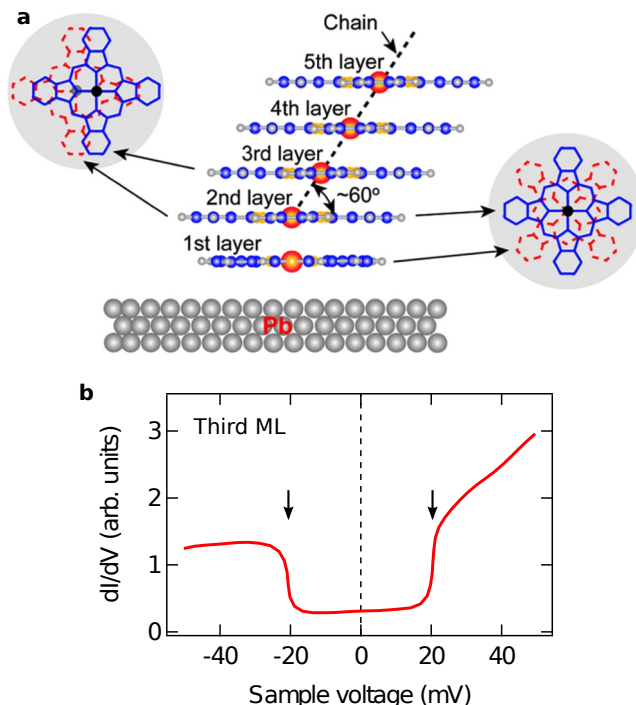 a
Chain
5th layer
4th layer
3rd layer
2nd layer
~60º
1st layer
Pb
b
Third ML
dI/dV (arb. units)
3
2
1
0
-40
-20
0
20
40
Sample voltage (mV)